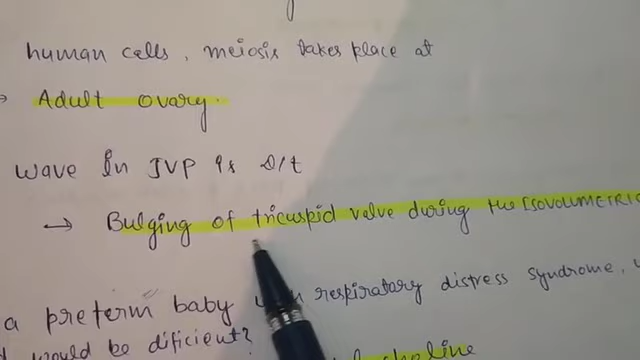 human cells, meiosis takes place at
→ Adult ovary.
wave in JVP is d/t
→ Bulging of tricuspid valve during the ISOVOLUMETRIC
a preterm baby respiratory distress syndrome,
would be dificient?